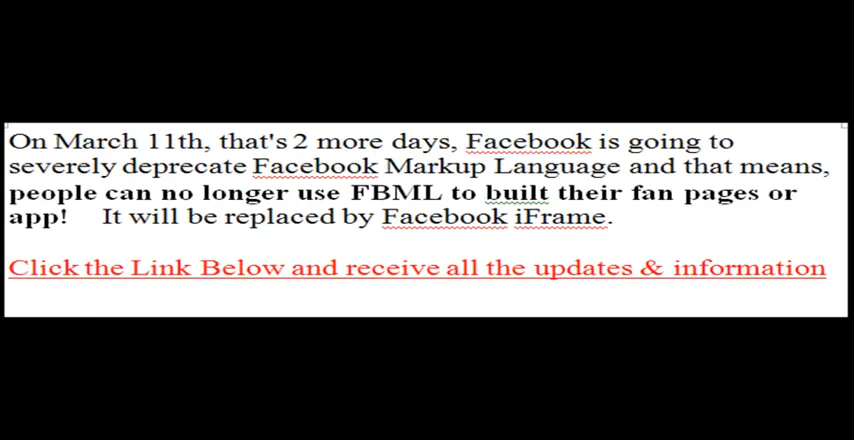 On March 11th, that's 2 more days, Facebook is going to
severely deprecate Facebook Markup Language and that means,
people can no longer use FBML to built their fan pages or
app! It will be replaced by Facebook iFrame.
Click the Link Below and receive all the updates & information